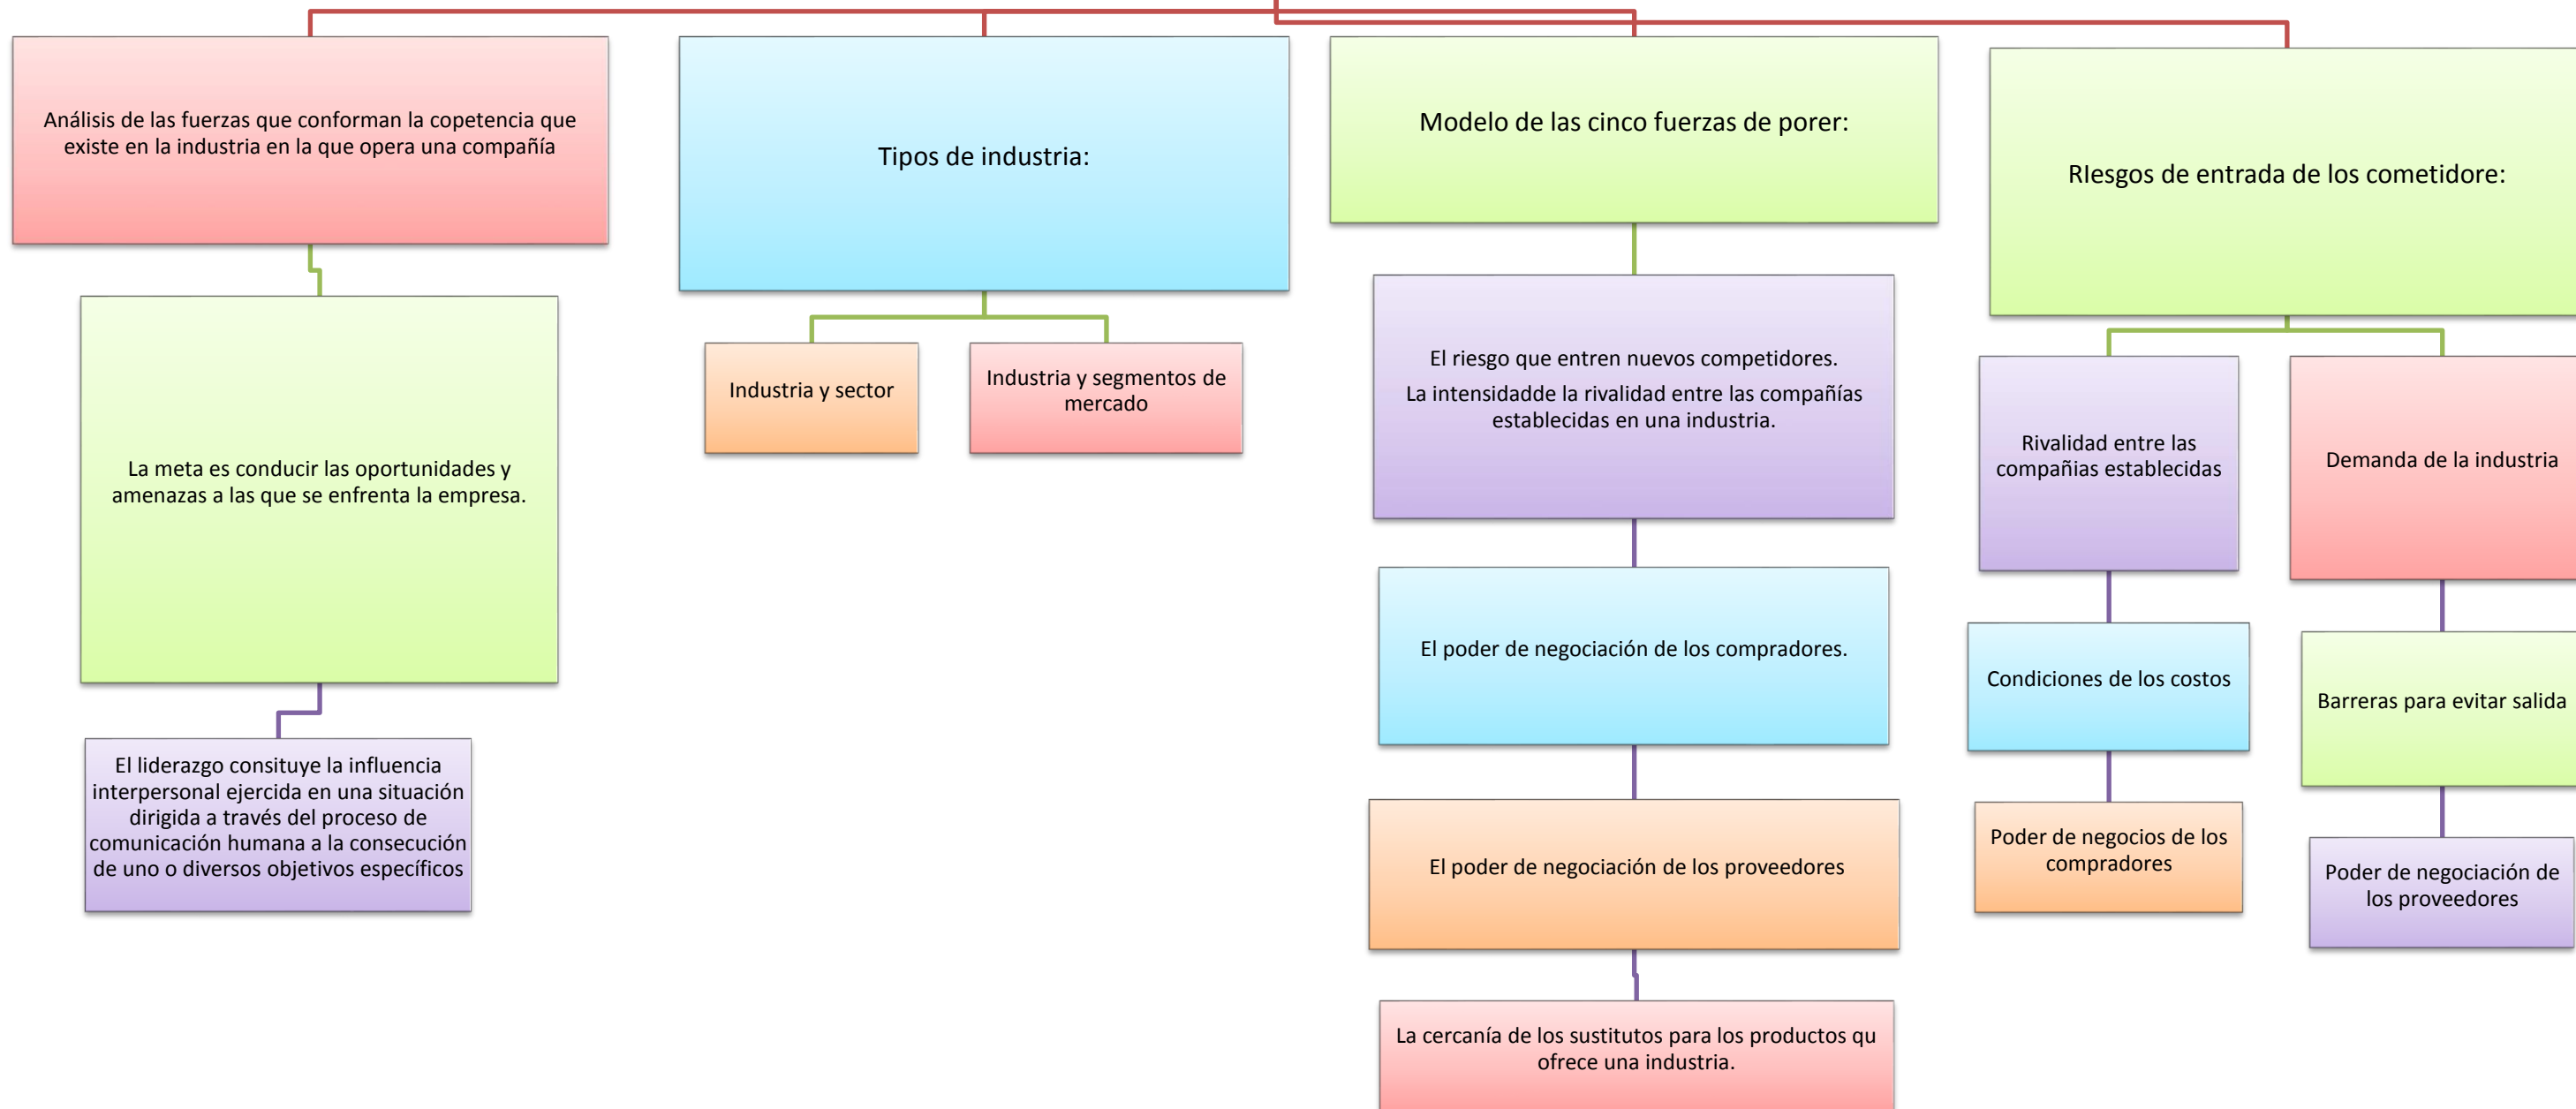 Análisis de las fuerzas que conforman la copetencia que
existe en la industria en la que opera una compañía
La meta es conducir las oportunidades y
amenazas a las que se enfrenta la empresa.
El liderazgo consituye la influencia
interpersonal ejercida en una situación
dirigida a través del proceso de
comunicación humana a la consecución
de uno o diversos objetivos específicos
Tipos de industria:
Industria y sector
Industria y segmentos de
mercado
Modelo de las cinco fuerzas de porer:
El riesgo que entren nuevos competidores.
La intensidadde la rivalidad entre las compañías
establecidas en una industria.
El poder de negociación de los compradores.
El poder de negociación de los proveedores
La cercanía de los sustitutos para los productos qu
ofrece una industria.
RIesgos de entrada de los cometidore:
Rivalidad entre las
compañias establecidas
Condiciones de los costos
Poder de negocios de los
compradores
Demanda de la industria
Barreras para evitar salida
Poder de negociación de
los proveedores